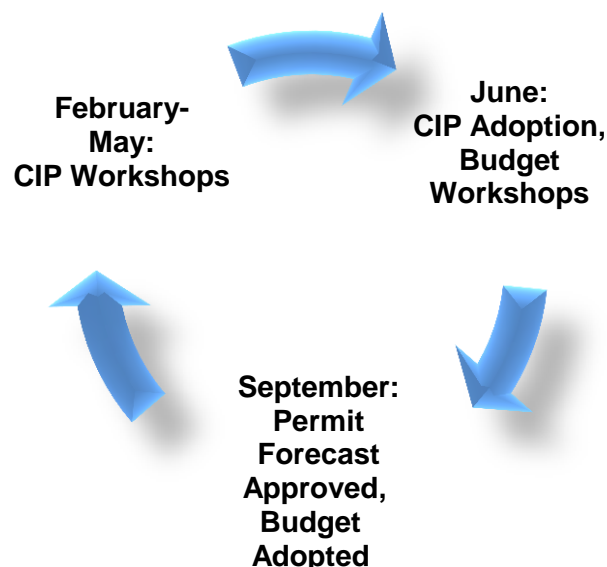 February-
May:
CIP Workshops
June:
CIP Adoption,
Budget
Workshops
September:
Permit
Forecast
Approved,
Budget
Adopted